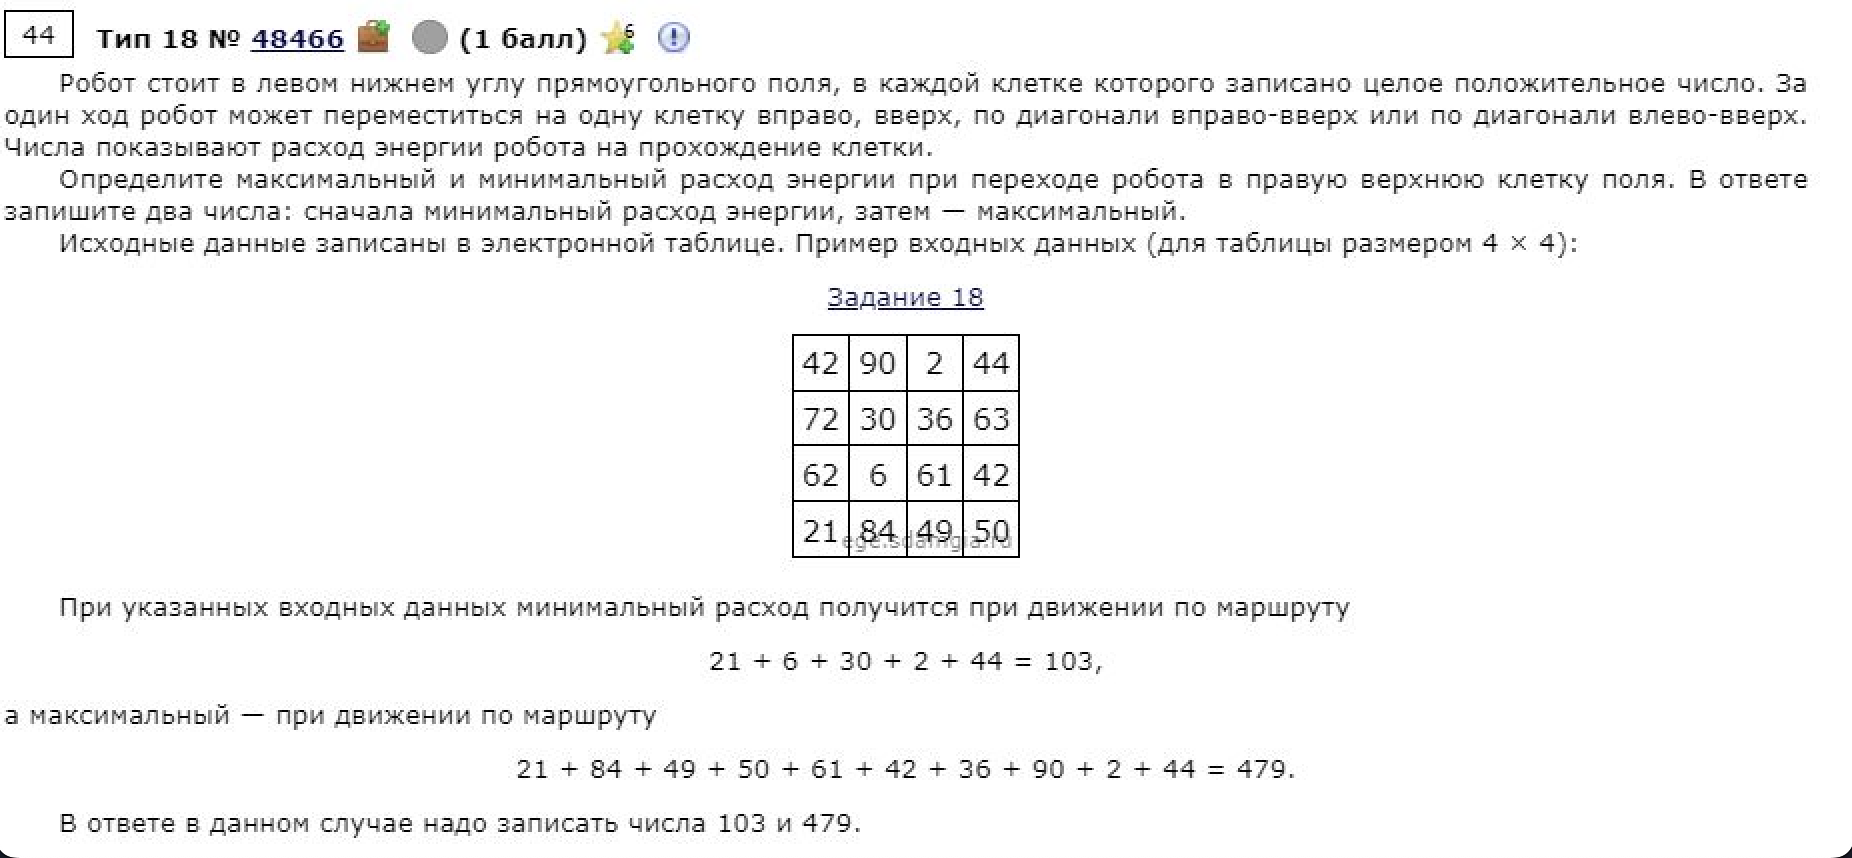 44 Тип 18 № 48466 (1 балл) 6
Робот стоит в левом нижнем углу прямоугольного поля, в каждой клетке которого записано целое положительное число. За
один ход робот может переместиться на одну клетку вправо, вверх, по диагонали вправо-вверх или по диагонали влево-вверх.
Числа показывают расход энергии робота на прохождение клетки.
Определите максимальный и минимальный расход энергии при переходе робота в правую верхнюю клетку поля. В ответе
запишите два числа: сначала минимальный расход энергии, затем — максимальный.
Исходные данные записаны в электронной таблице. Пример входных данных (для таблицы размером 4 × 4):
Задание 18
42 90 2 44
72 30 36 63
62 6 61 42
21 84 49 50
ege.sdamgia.ru
При указанных входных данных минимальный расход получится при движении по маршруту
21 + 6 + 30 + 2 + 44 = 103,
а максимальный — при движении по маршруту
21 + 84 + 49 + 50 + 61 + 42 + 36 + 90 + 2 + 44 = 479.
В ответе в данном случае надо записать числа 103 и 479.